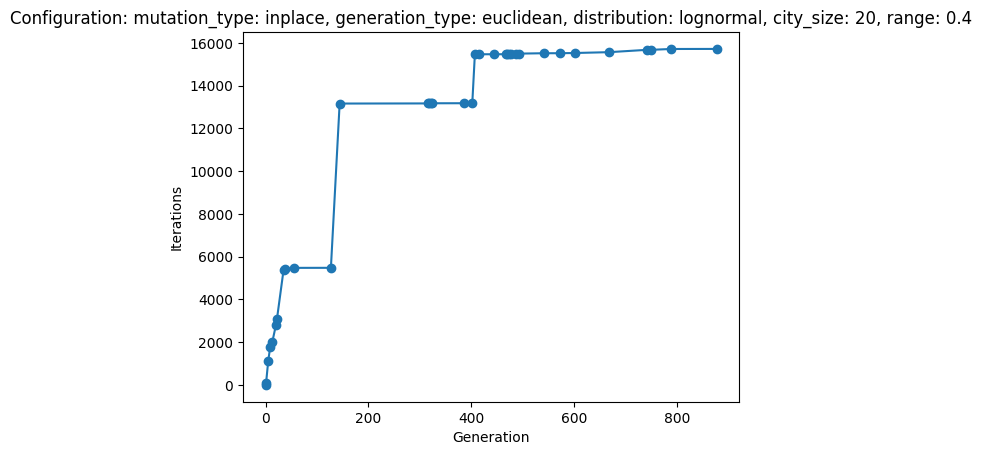 Configuration: mutation_type: inplace, generation_type: euclidean, distribution: lognormal, city_size: 20, range: 0.4
16000
14000
12000
10000
8000
6000
4000
2000
0
Iterations
0 200 400 600 800
Generation